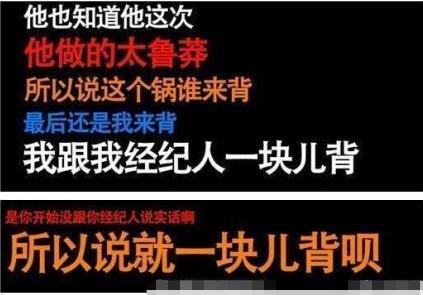 他也知道他这次
他做的太鲁莽
所以说这个锅谁来背
最后还是我来背
我跟我经纪人一块儿背
是你开始没跟你经纪人说实话啊
所以说就一块儿背呗